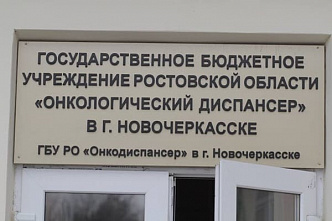 ГОСУДАРСТВЕННОЕ БЮДЖЕТНОЕ
УЧРЕЖДЕНИЕ РОСТОВСКОЙ ОБЛАСТИ
«ОНКОЛОГИЧЕСКИЙ ДИСПАНСЕР»
В Г. НОВОЧЕРКАССКЕ
ГБУ РО «Онкодиспансер» в г. Новочеркасске